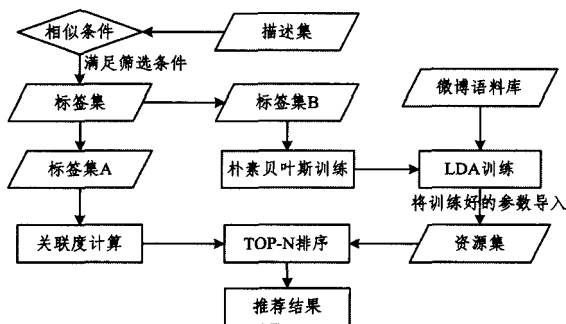 相似条件
描述集
满足筛选条件
标签集
标签集B
微博语料库
标签集A
朴素贝叶斯训练
LDA训练
将训练好的参数导入
关联度计算
TOP-N排序
资源集
推荐结果